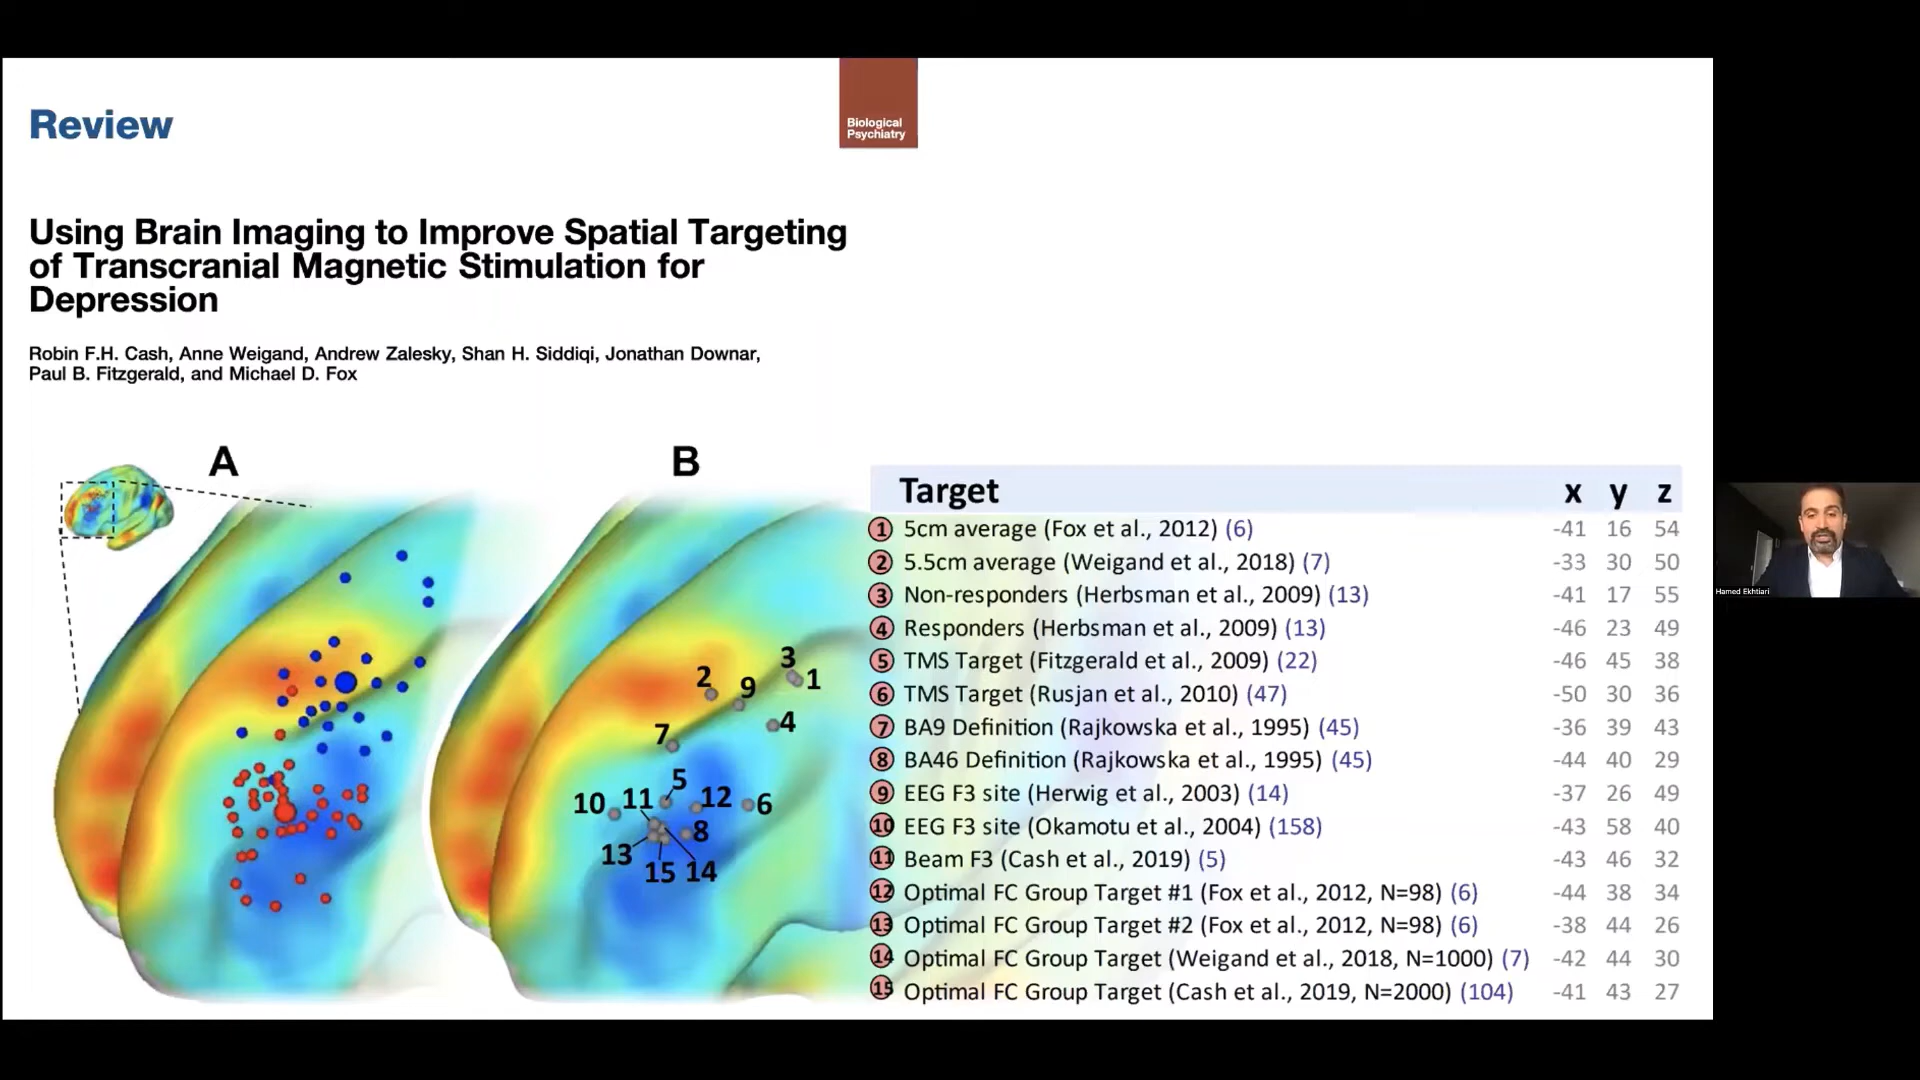 Review
Biological
Psychiatry
Using Brain Imaging to Improve Spatial Targeting
of Transcranial Magnetic Stimulation for
Depression
Robin F.H. Cash, Anne Weigand, Andrew Zalesky, Shan H. Siddiqi, Jonathan Downar,
Paul B. Fitzgerald, and Michael D. Fox
A
B
3
2
1
9
4
7
5
10
11
12
6
8
13
15
14
Target x y z
1 5cm average (Fox et al., 2012) (6) -41 16 54
2 5.5cm average (Weigand et al., 2018) (7) -33 30 50
3 Non-responders (Herbsman et al., 2009) (13) -41 17 55
4 Responders (Herbsman et al., 2009) (13) -46 23 49
5 TMS Target (Fitzgerald et al., 2009) (22) -46 45 38
6 TMS Target (Rusjan et al., 2010) (47) -50 30 36
7 BA9 Definition (Rajkowska et al., 1995) (45) -36 39 43
8 BA46 Definition (Rajkowska et al., 1995) (45) -44 40 29
9 EEG F3 site (Herwig et al., 2003) (14) -37 26 49
10 EEG F3 site (Okamotu et al., 2004) (158) -43 58 40
11 Beam F3 (Cash et al., 2019) (5) -43 46 32
12 Optimal FC Group Target #1 (Fox et al., 2012, N=98) (6) -44 38 34
13 Optimal FC Group Target #2 (Fox et al., 2012, N=98) (6) -38 44 26
14 Optimal FC Group Target (Weigand et al., 2018, N=1000) (7) -42 44 30
15 Optimal FC Group Target (Cash et al., 2019, N=2000) (104) -41 43 27
Hamed Ekhtiari